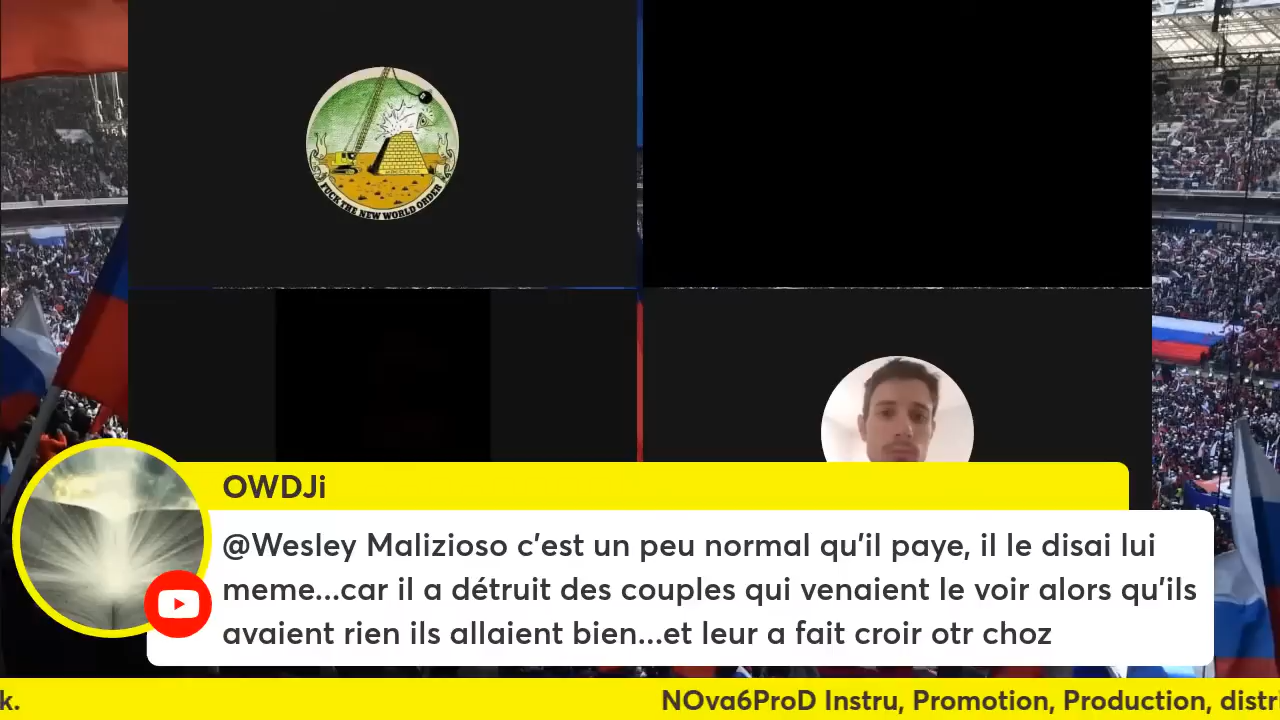 FUCK THE NEW WORLD ORDER
OWDJi
@Wesley Malizioso c'est un peu normal qu'il paye, il le disai lui
meme...car il a détruit des couples qui venaient le voir alors qu'ils
avaient rien ils allaient bien...et leur a fait croir otr choz
k. NOva6ProD Instru, Promotion, Production, distr